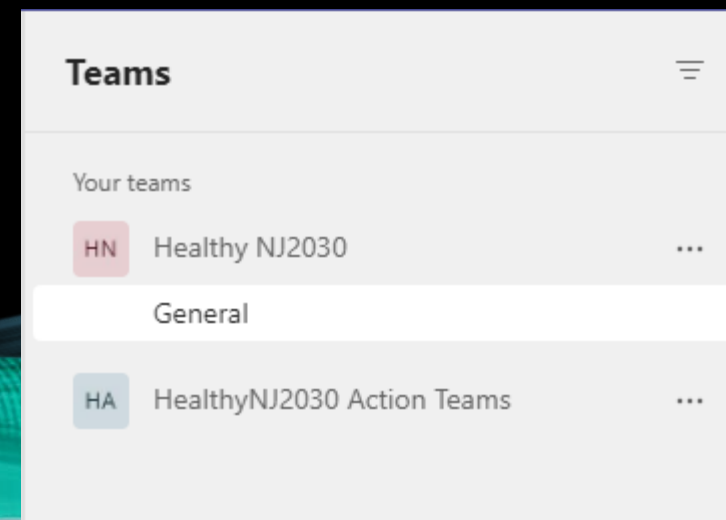 Teams
Your teams
HN Healthy NJ2030
General
HA HealthyNJ2030 Action Teams